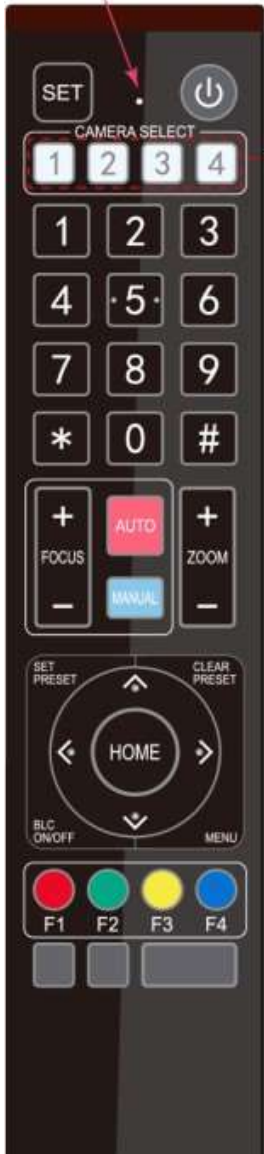 SET
CAMERA SELECT
1 2 3 4
1 2 3
4 ·5· 6
7 8 9
* 0 #
+ AUTO +
FOCUS ZOOM
– MANUAL –
SET CLEAR
PRESET PRESET
HOME
BLC
ON/OFF MENU
F1 F2 F3 F4